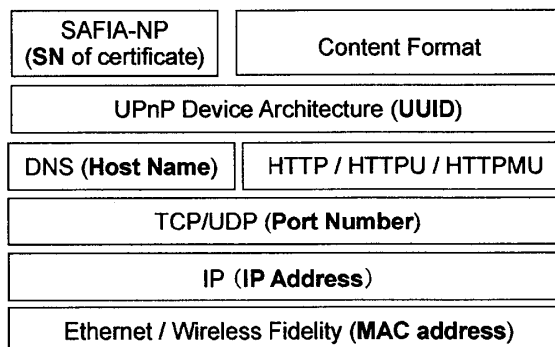 SAFIA-NP
(SN of certificate)
Content Format
UPnP Device Architecture (UUID)
DNS (Host Name)
HTTP / HTTPU / HTTPMU
TCP/UDP (Port Number)
IP (IP Address)
Ethernet / Wireless Fidelity (MAC address)